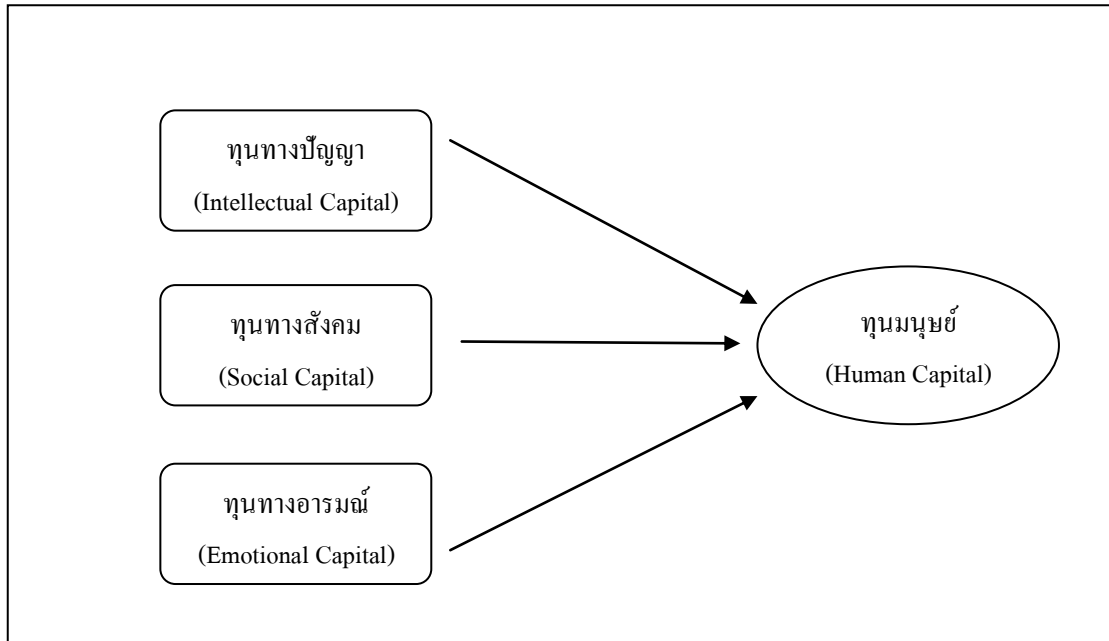 ทุนทางปัญญา
(Intellectual Capital)
ทุนทางสังคม
(Social Capital)
ทุนทางอารมณ์
(Emotional Capital)
ทุนมนุษย์
(Human Capital)